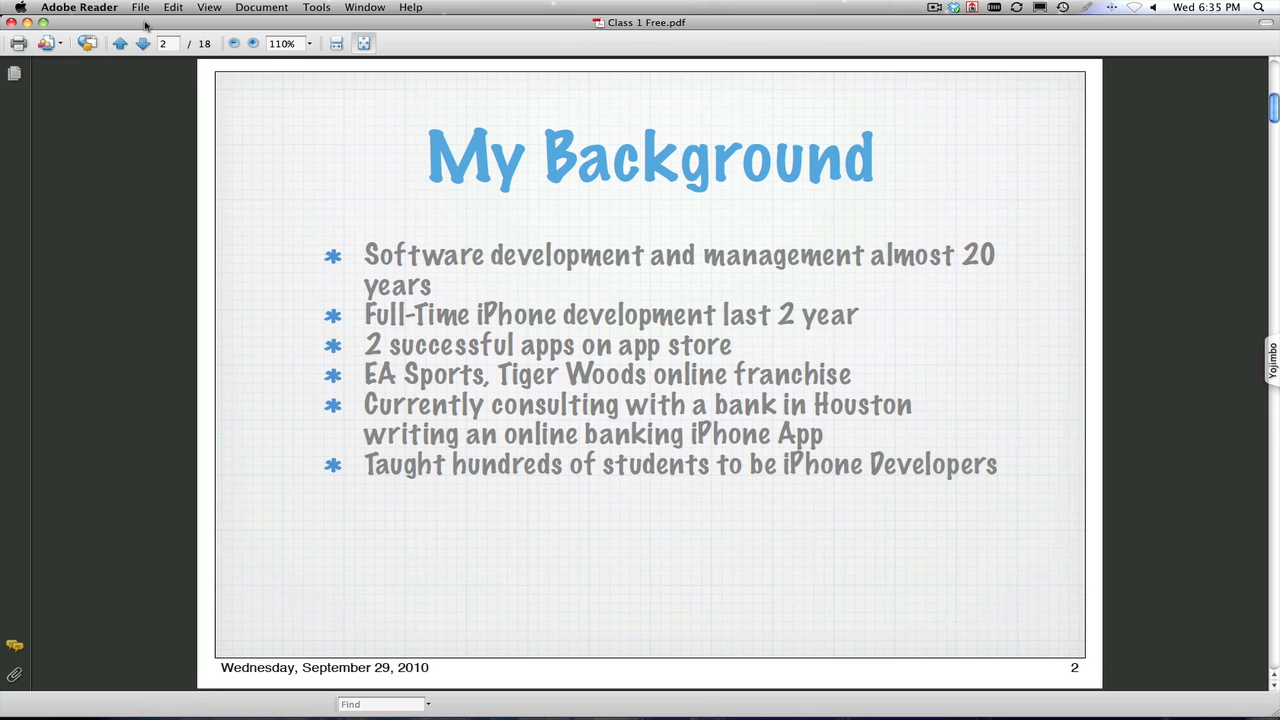 Adobe Reader File Edit View Document Tools Window Help Wed 6:35 PM
Class 1 Free.pdf
2 / 18 110%
My Background
Software development and management almost 20
years
Full-Time iPhone development last 2 year
2 successful apps on app store
EA Sports, Tiger Woods online franchise
Currently consulting with a bank in Houston
writing an online banking iPhone App
Taught hundreds of students to be iPhone Developers
Yojimbo
Wednesday, September 29, 2010 2
Find